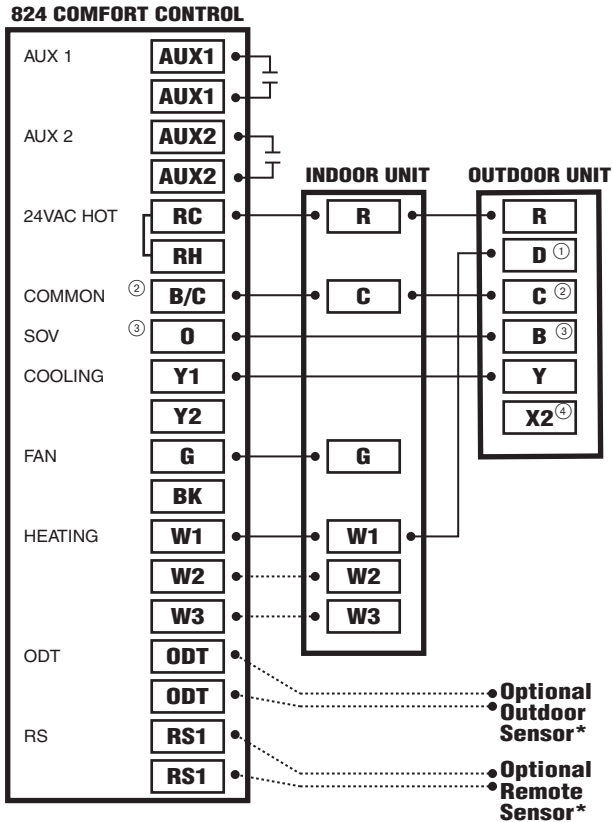 824 COMFORT CONTROL
AUX 1 AUX1
AUX1
AUX 2 AUX2
AUX2
INDOOR UNIT OUTDOOR UNIT
24VAC HOT RC R R
RH D ①
COMMON ② B/C C C ②
SOV ③ O B ③
COOLING Y1 Y
Y2 X2 ④
FAN G G
BK
HEATING W1 W1
W2 W2
W3 W3
ODT ODT
ODT
Optional
Outdoor
Sensor*
RS RS1
RS1
Optional
Remote
Sensor*